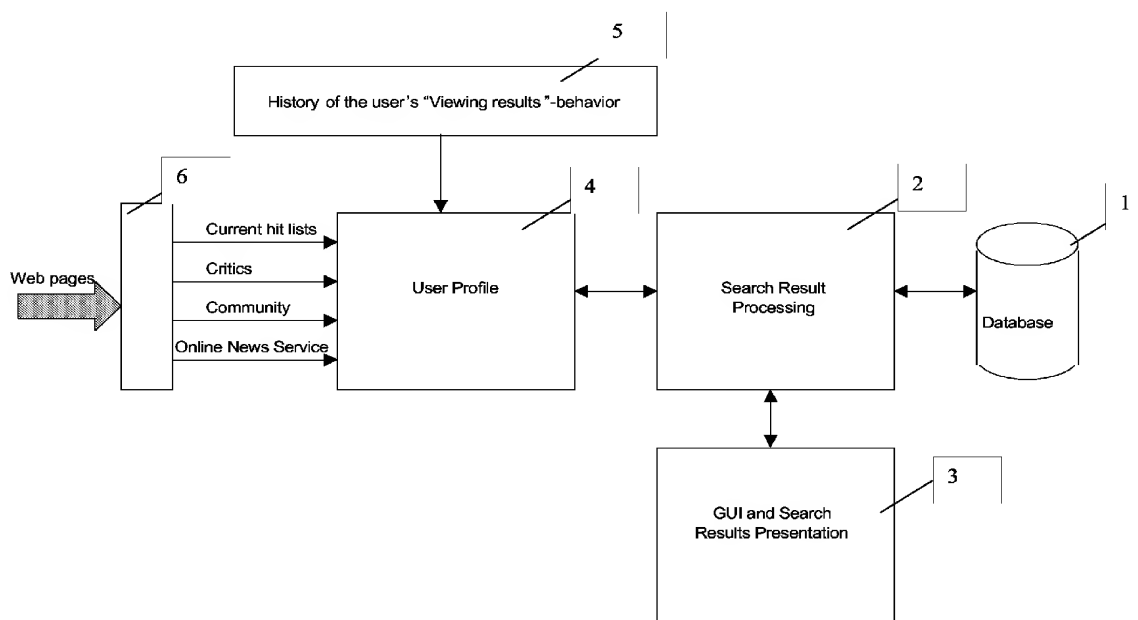 5
History of the user's "Viewing results"-behavior
6
4
2
1
Current hit lists
Web pages
Critics
User Profile
Search Result
Processing
Community
Database
Online News Service
3
GUI and Search
Results Presentation